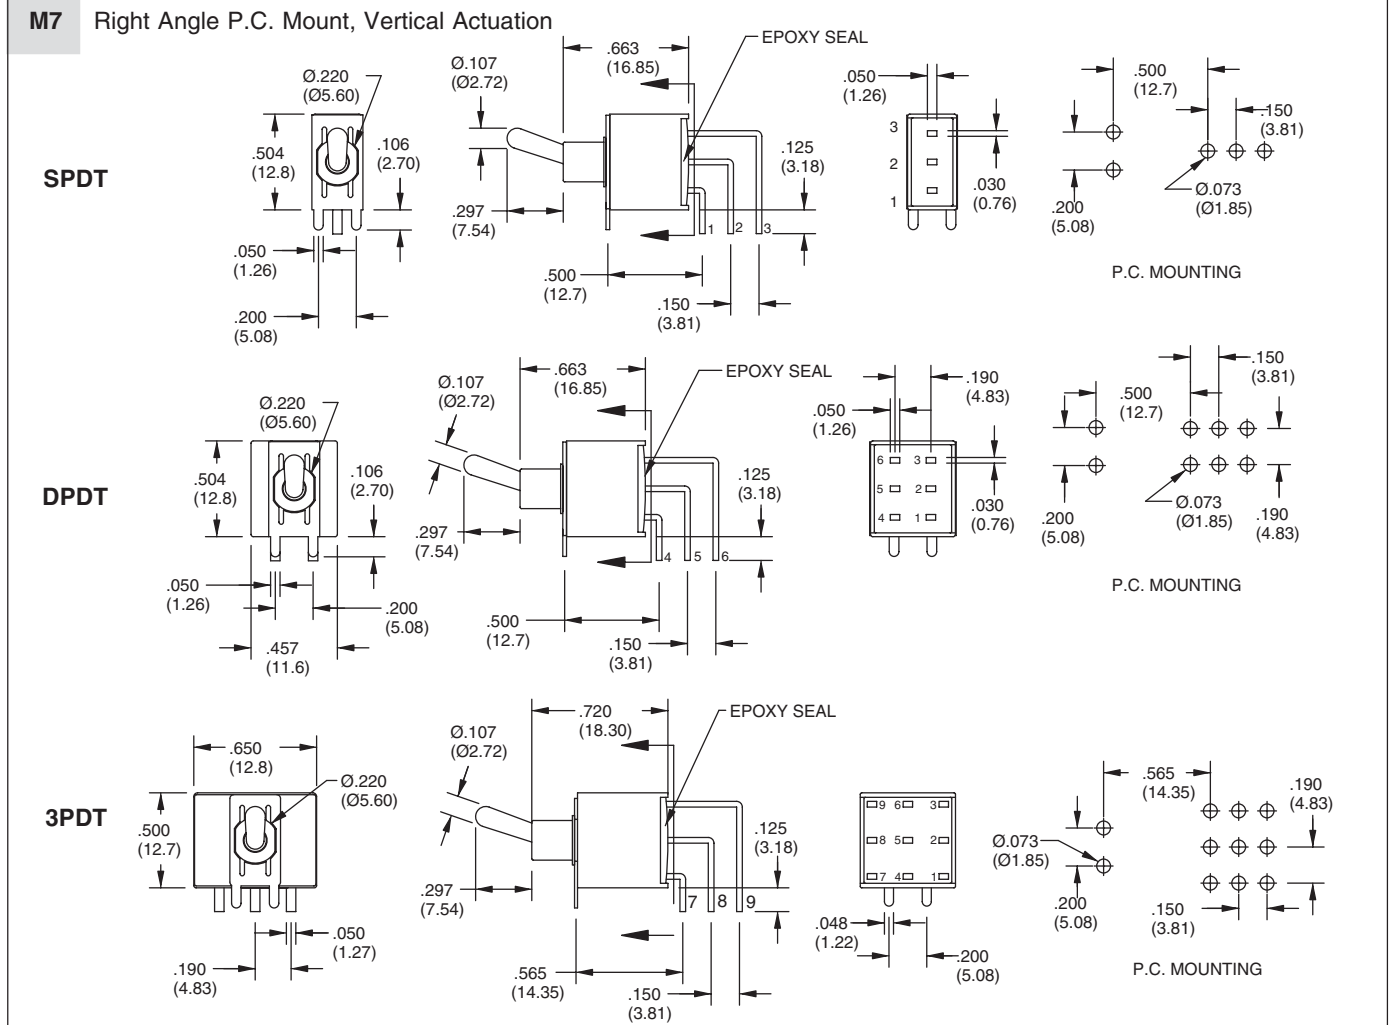 M7 Right Angle P.C. Mount, Vertical Actuation
SPDT
Ø.220
(Ø5.60)
.504
(12.8)
.106
(2.70)
.050
(1.26)
.200
(5.08)
Ø.107
(Ø2.72)
.663
(16.85)
EPOXY SEAL
.297
(7.54)
.125
(3.18)
1 2 3
.500
(12.7)
.150
(3.81)
.050
(1.26)
3
2
1
.030
(0.76)
.500
(12.7)
.150
(3.81)
.200
(5.08)
Ø.073
(Ø1.85)
P.C. MOUNTING
DPDT
Ø.220
(Ø5.60)
.504
(12.8)
.106
(2.70)
.050
(1.26)
.200
(5.08)
.457
(11.6)
Ø.107
(Ø2.72)
.663
(16.85)
EPOXY SEAL
.297
(7.54)
.125
(3.18)
4 5 6
.500
(12.7)
.150
(3.81)
.190
(4.83)
.050
(1.26)
6 3
5 2
4 1
.030
(0.76)
.150
(3.81)
.500
(12.7)
.200
(5.08)
Ø.073
(Ø1.85)
.190
(4.83)
P.C. MOUNTING
3PDT
.650
(12.8)
Ø.220
(Ø5.60)
.500
(12.7)
.050
(1.27)
.190
(4.83)
Ø.107
(Ø2.72)
.720
(18.30)
EPOXY SEAL
.297
(7.54)
.125
(3.18)
7 8 9
.565
(14.35)
.150
(3.81)
9 6 3
8 5 2
7 4 1
.048
(1.22)
.200
(5.08)
.565
(14.35)
.190
(4.83)
Ø.073
(Ø1.85)
.200
(5.08)
.150
(3.81)
P.C. MOUNTING